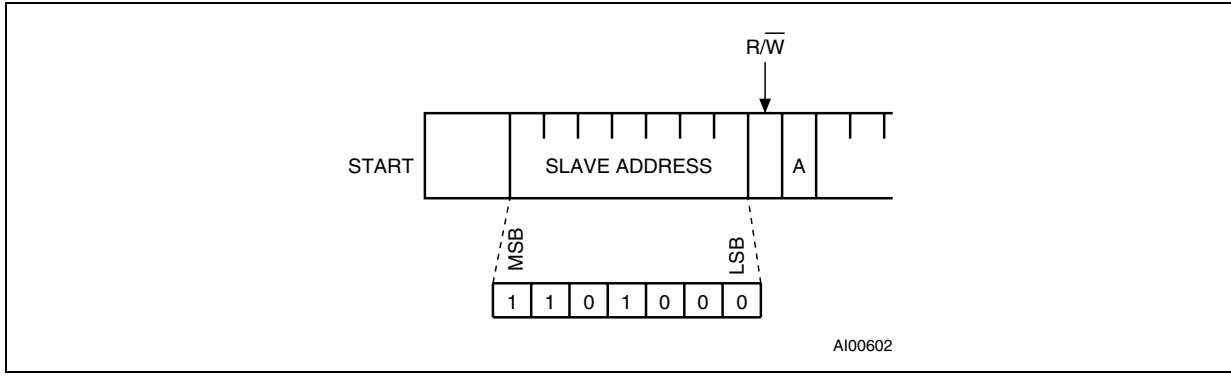 R/W̅
START
SLAVE ADDRESS
A
MSB
LSB
1 1 0 1 0 0 0
AI00602